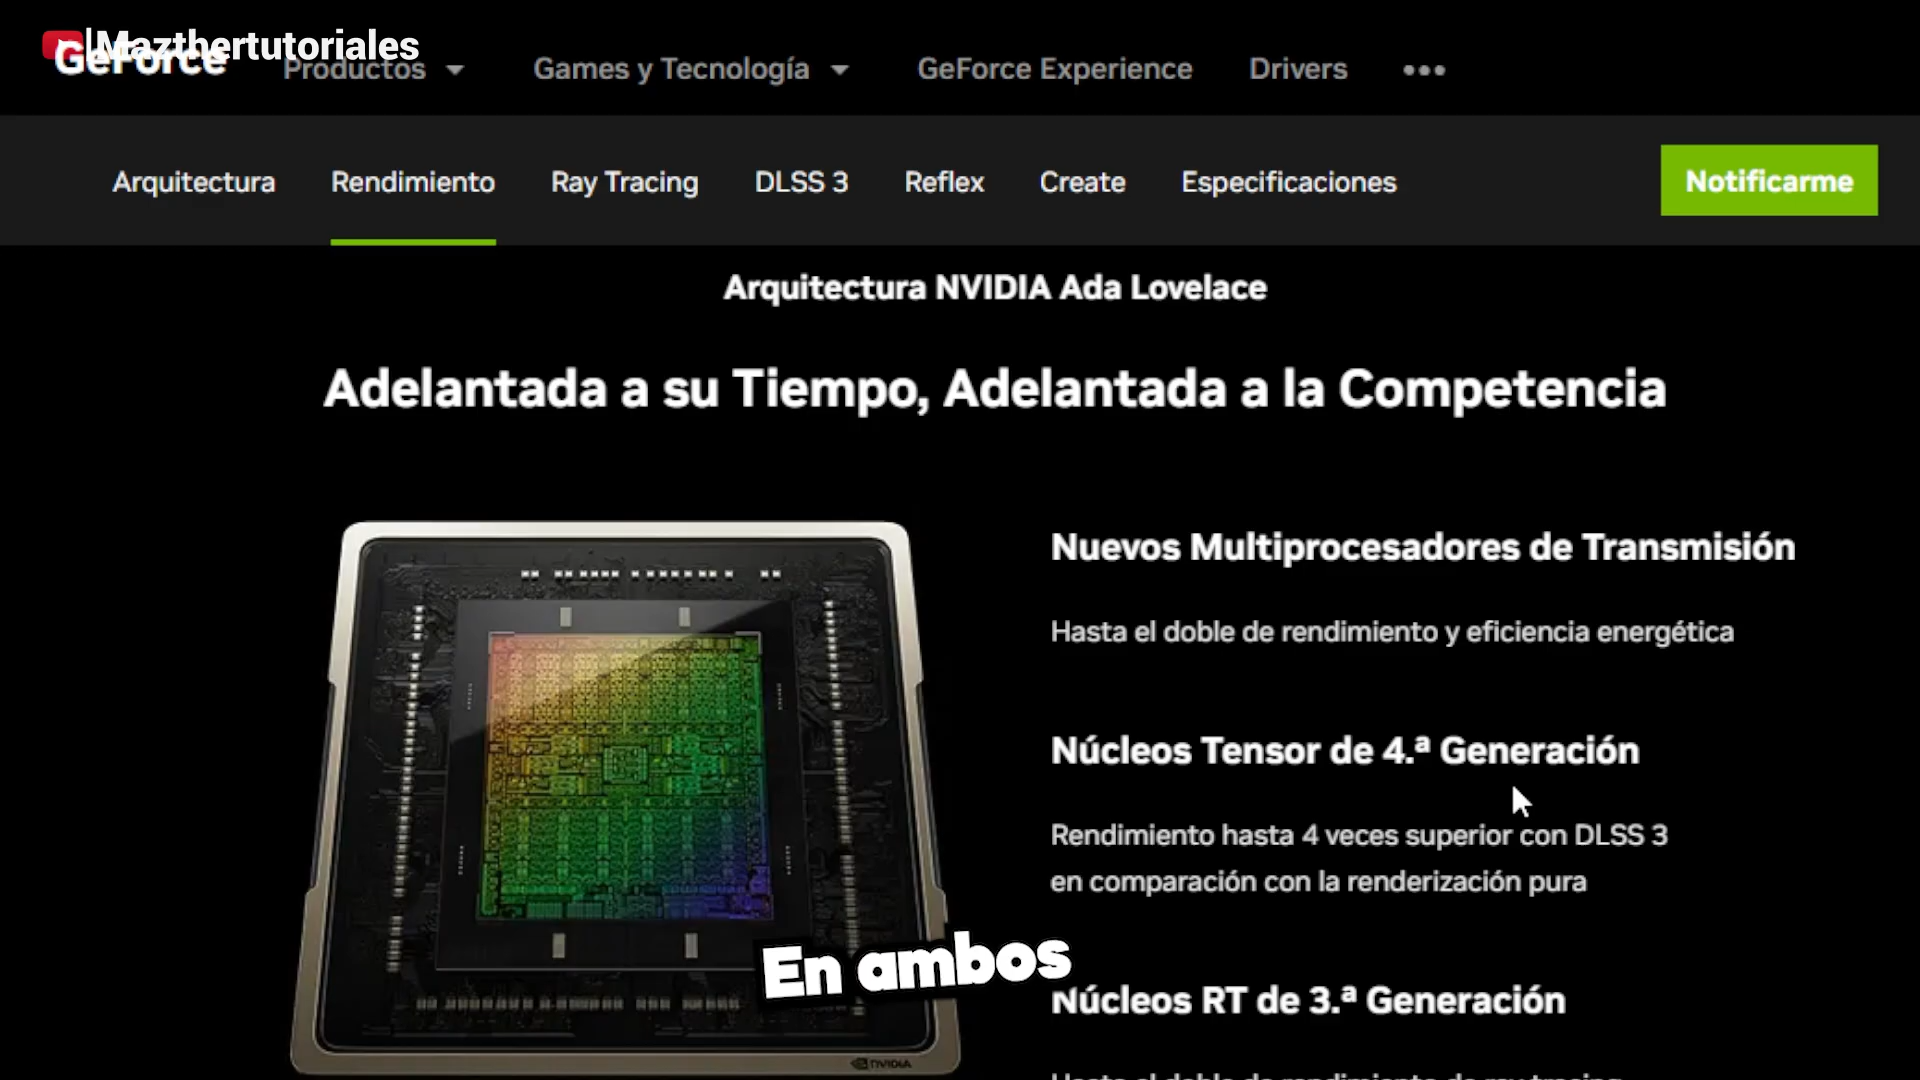 Mazthertutoriales
GeForce
Productos
Games y Tecnología
GeForce Experience
Drivers
Arquitectura
Rendimiento
Ray Tracing
DLSS 3
Reflex
Create
Especificaciones
Notificarme
Arquitectura NVIDIA Ada Lovelace
Adelantada a su Tiempo, Adelantada a la Competencia
Nuevos Multiprocesadores de Transmisión
Hasta el doble de rendimiento y eficiencia energética
Núcleos Tensor de 4.ª Generación
Rendimiento hasta 4 veces superior con DLSS 3
en comparación con la renderización pura
En ambos
Núcleos RT de 3.ª Generación
NVIDIA